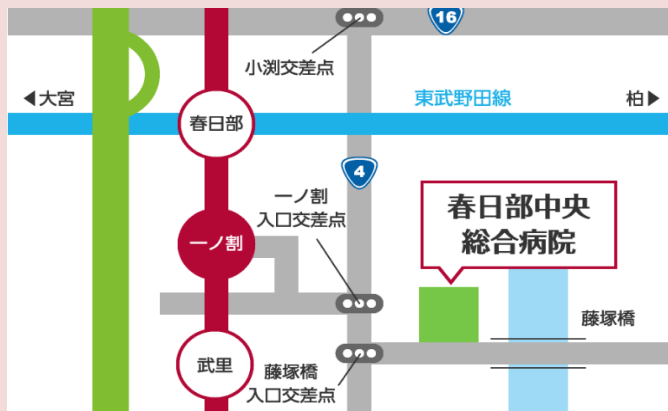 16
小渕交差点
◀大宮
東武野田線
柏▶
春日部
4
一ノ割
入口交差点
春日部中央
総合病院
一ノ割
藤塚橋
武里
藤塚橋
入口交差点